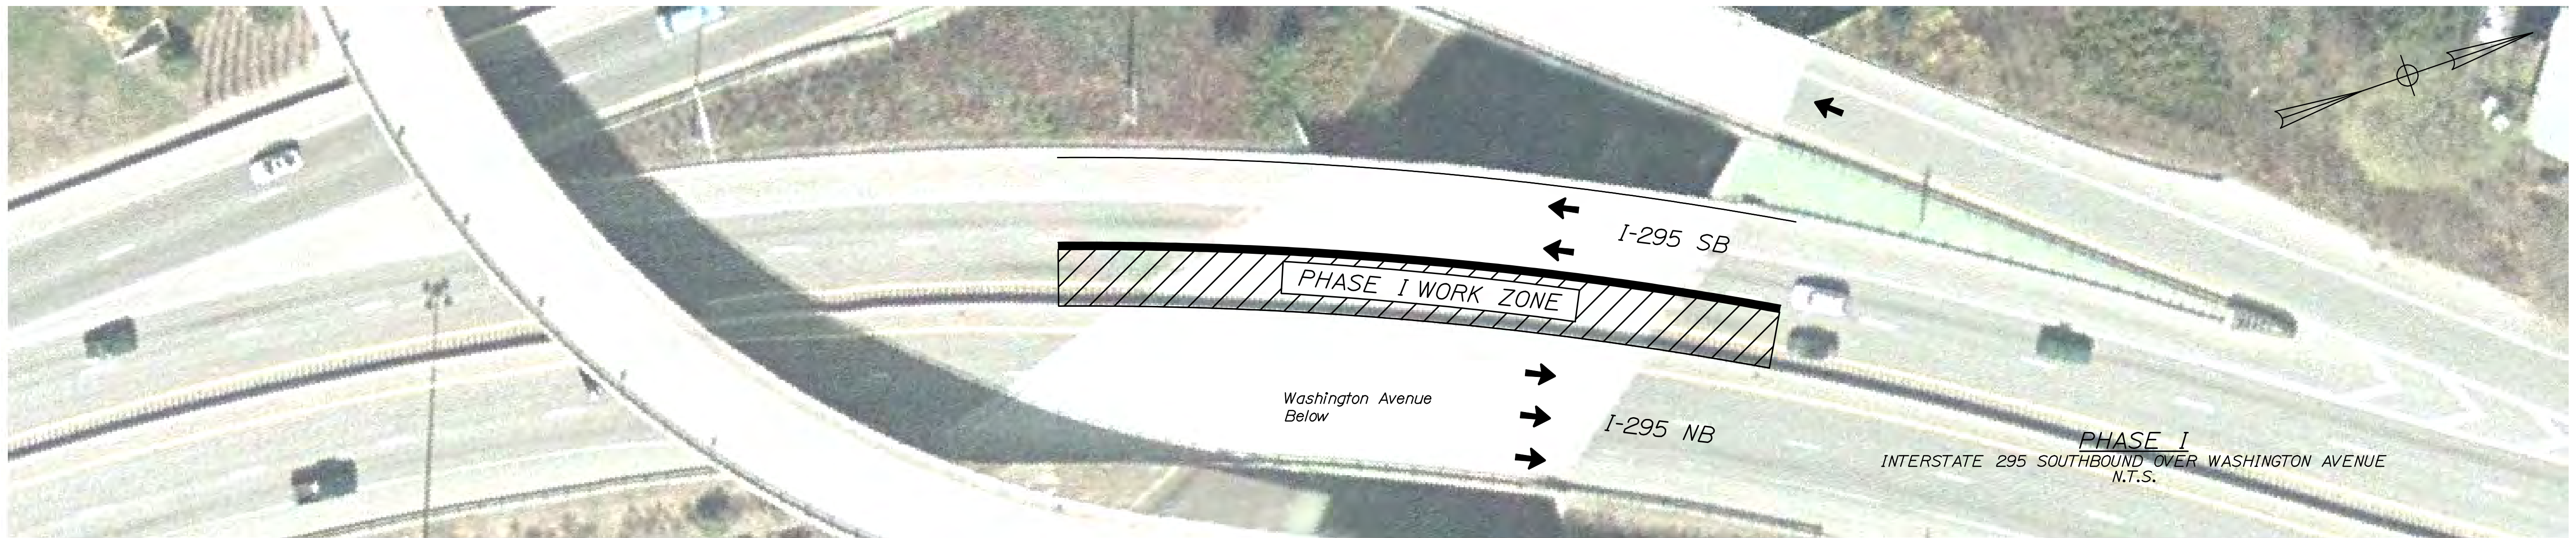 I-295 SB
PHASE I WORK ZONE
Washington Avenue
Below
I-295 NB
PHASE I
INTERSTATE 295 SOUTHBOUND OVER WASHINGTON AVENUE
N.T.S.